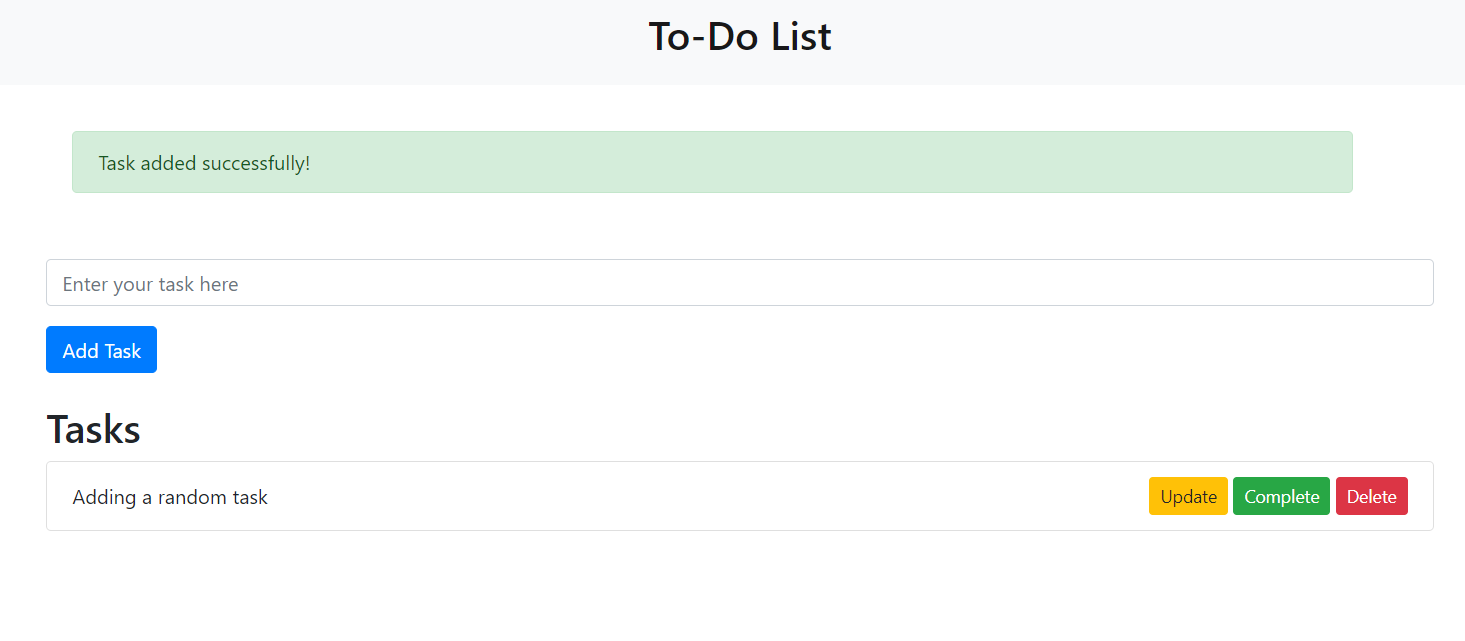 To-Do List
Task added successfully!
Enter your task here
Add Task
Tasks
Adding a random task Update Complete Delete